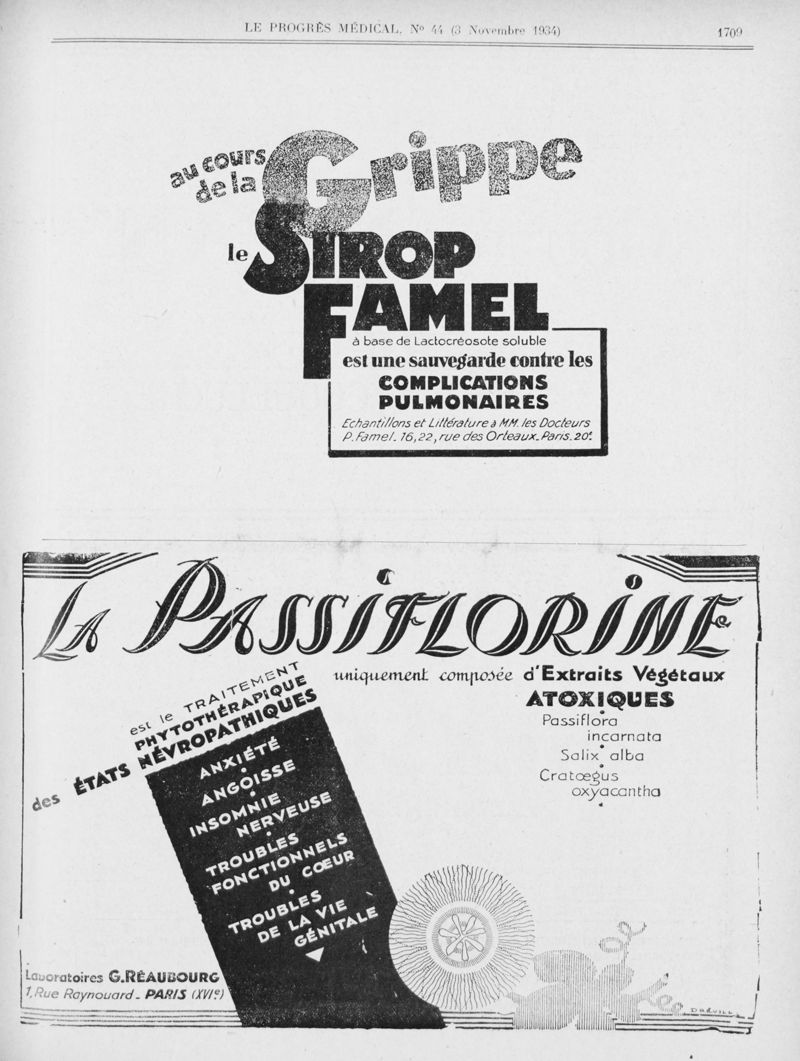 LE PROGRÈS MÉDICAL, Nº 44 (3 Novembre 1934)
1709
au cours
de la
Grippe
le SIROP
FAMEL
à base de Lactocréosote soluble
est une sauvegarde contre les
COMPLICATIONS
PULMONAIRES
Echantillons et Littérature à MM. les Docteurs
P. Famel. 16,22, rue des Orteaux. Paris. 20ᵉ.
LA PASSIFLORINE
uniquement composée d'Extraits Végétaux
ATOXIQUES
Passiflora
incarnata
Salix alba
Cratœgus
oxyacantha
est le TRAITEMENT
PHYTOTHÉRAPIQUE
des ÉTATS NÉVROPATHIQUES
ANXIÉTÉ
ANGOISSE
INSOMNIE
NERVEUSE
TROUBLES
FONCTIONNELS
DU CŒUR
TROUBLES
DE LA VIE
GÉNITALE
Laboratoires G. RÉAUBOURG
1, Rue Raynouard _ PARIS (XVIᵉ)